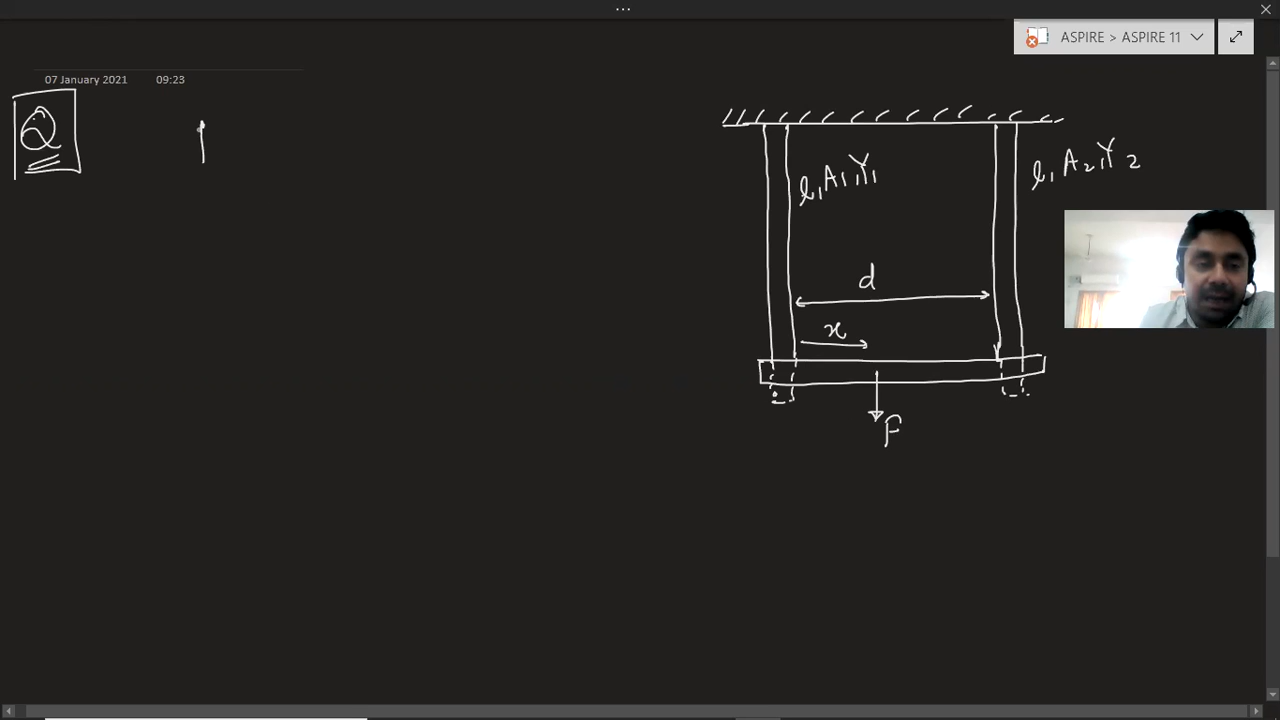 ...
ASPIRE > ASPIRE 11
07 January 2021 09:23
Q
l, A1, Y1
l, A2, Y2
d
x
F